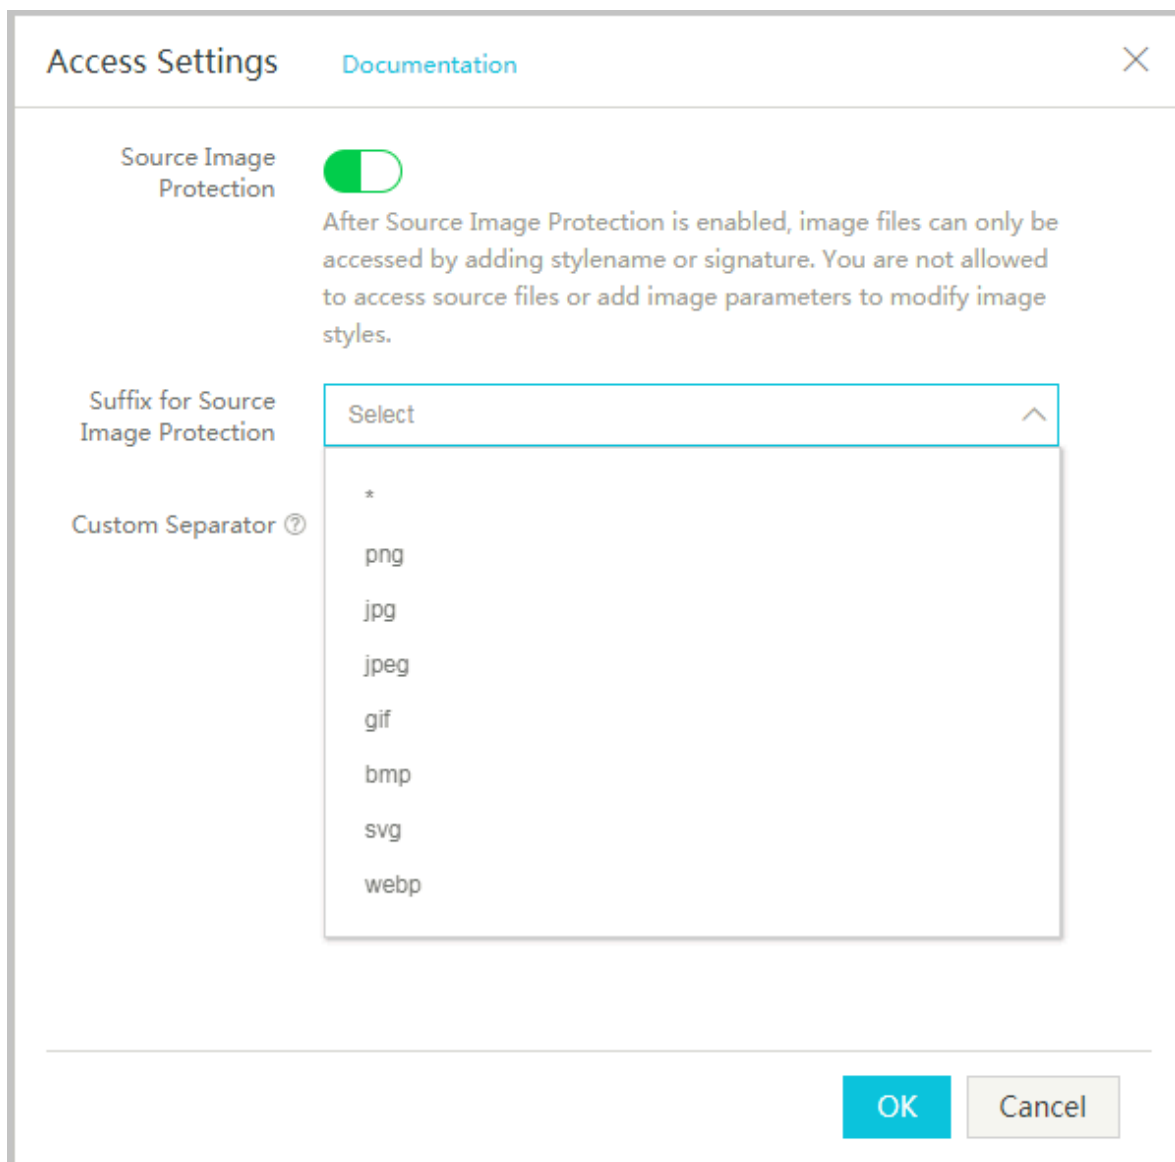 Access Settings Documentation
Source Image
Protection
After Source Image Protection is enabled, image files can only be
accessed by adding stylename or signature. You are not allowed
to access source files or add image parameters to modify image
styles.
Suffix for Source
Image Protection
Select
*
Custom Separator ?
png
jpg
jpeg
gif
bmp
svg
webp
OK Cancel